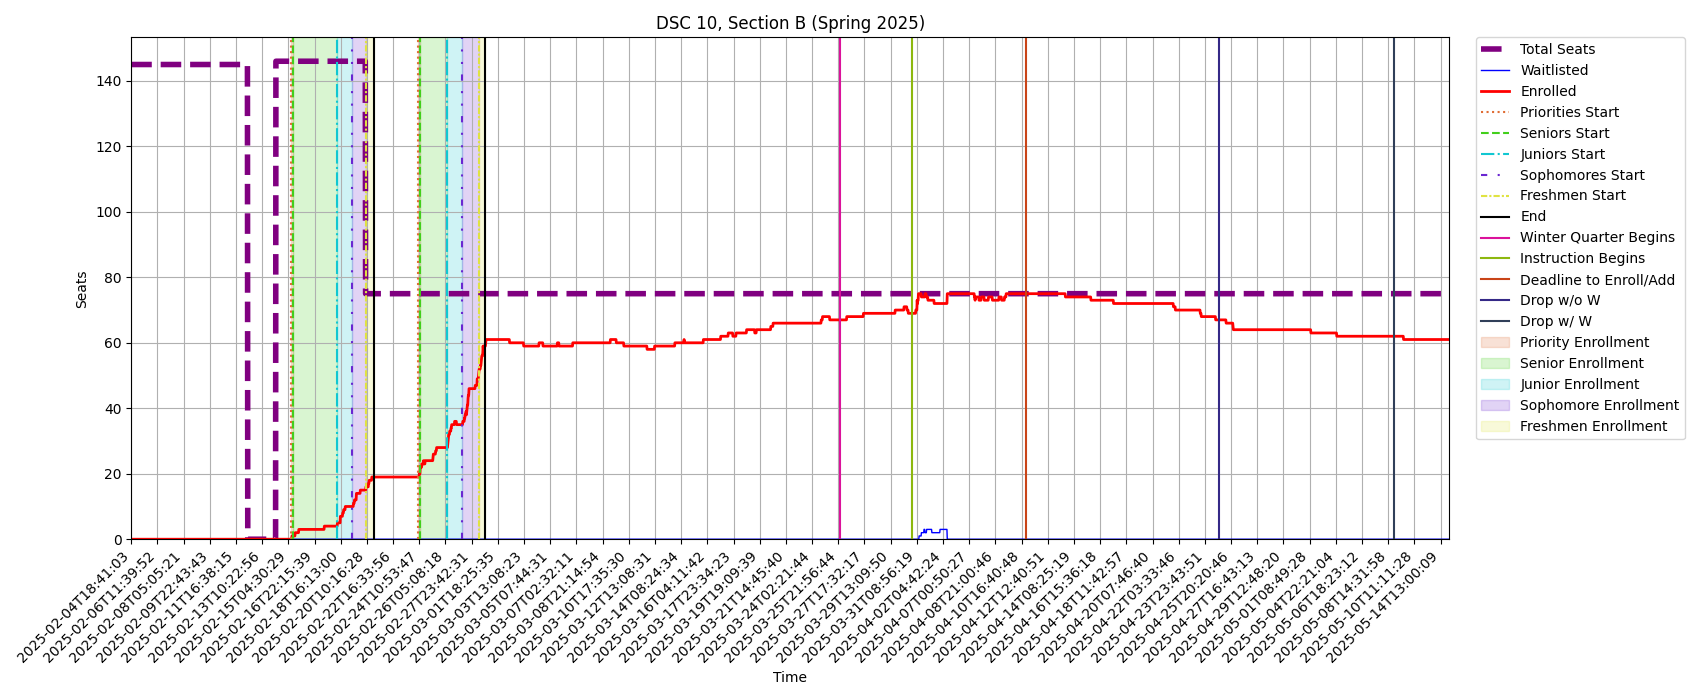 DSC 10, Section B (Spring 2025)
Seats
140
120
100
80
60
40
20
0
2025-02-04T18:41:03
2025-02-06T11:39:52
2025-02-08T05:05:21
2025-02-09T22:43:43
2025-02-11T16:38:15
2025-02-13T10:22:56
2025-02-15T04:30:29
2025-02-16T22:15:39
2025-02-18T16:13:00
2025-02-20T10:16:28
2025-02-22T16:33:56
2025-02-24T10:53:47
2025-02-26T05:08:18
2025-02-27T23:42:31
2025-03-01T18:25:35
2025-03-03T13:08:23
2025-03-05T07:44:31
2025-03-07T02:32:11
2025-03-08T21:14:54
2025-03-10T17:35:30
2025-03-12T13:08:31
2025-03-14T08:24:34
2025-03-16T04:11:42
2025-03-17T23:34:23
2025-03-19T19:09:39
2025-03-21T14:45:40
2025-03-24T02:21:44
2025-03-25T21:56:44
2025-03-27T17:32:17
2025-03-29T13:09:50
2025-03-31T08:56:19
2025-04-02T04:42:24
2025-04-07T00:50:27
2025-04-08T21:00:46
2025-04-10T16:40:48
2025-04-12T12:40:51
2025-04-14T08:25:19
2025-04-16T15:36:18
2025-04-18T11:42:57
2025-04-20T07:46:40
2025-04-22T03:33:46
2025-04-23T23:43:51
2025-04-25T20:20:46
2025-04-27T16:43:13
2025-04-29T12:48:20
2025-05-01T08:49:28
2025-05-04T22:21:04
2025-05-06T18:23:12
2025-05-08T14:31:58
2025-05-10T11:11:28
2025-05-14T13:00:09
Time
Total Seats
Waitlisted
Enrolled
Priorities Start
Seniors Start
Juniors Start
Sophomores Start
Freshmen Start
End
Winter Quarter Begins
Instruction Begins
Deadline to Enroll/Add
Drop w/o W
Drop w/ W
Priority Enrollment
Senior Enrollment
Junior Enrollment
Sophomore Enrollment
Freshmen Enrollment